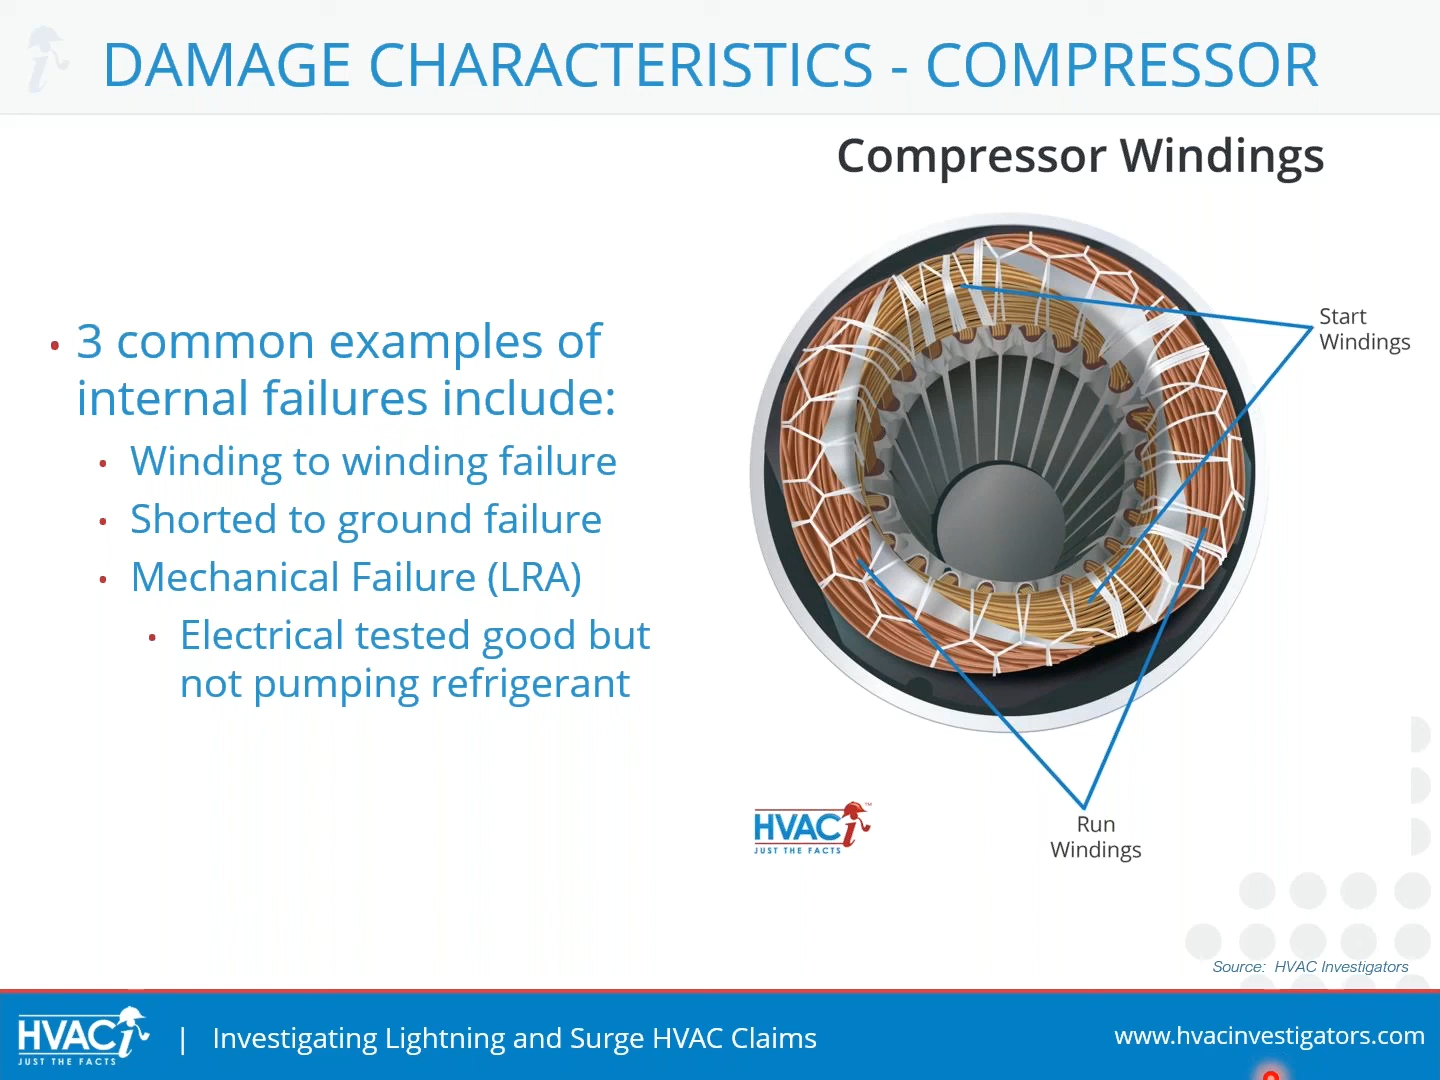 DAMAGE CHARACTERISTICS - COMPRESSOR
Compressor Windings
• 3 common examples of
internal failures include:
• Winding to winding failure
• Shorted to ground failure
• Mechanical Failure (LRA)
• Electrical tested good but
not pumping refrigerant
Start
Windings
Run
Windings
HVACi™
JUST THE FACTS
Source: HVAC Investigators
HVACi
JUST THE FACTS
| Investigating Lightning and Surge HVAC Claims
www.hvacinvestigators.com